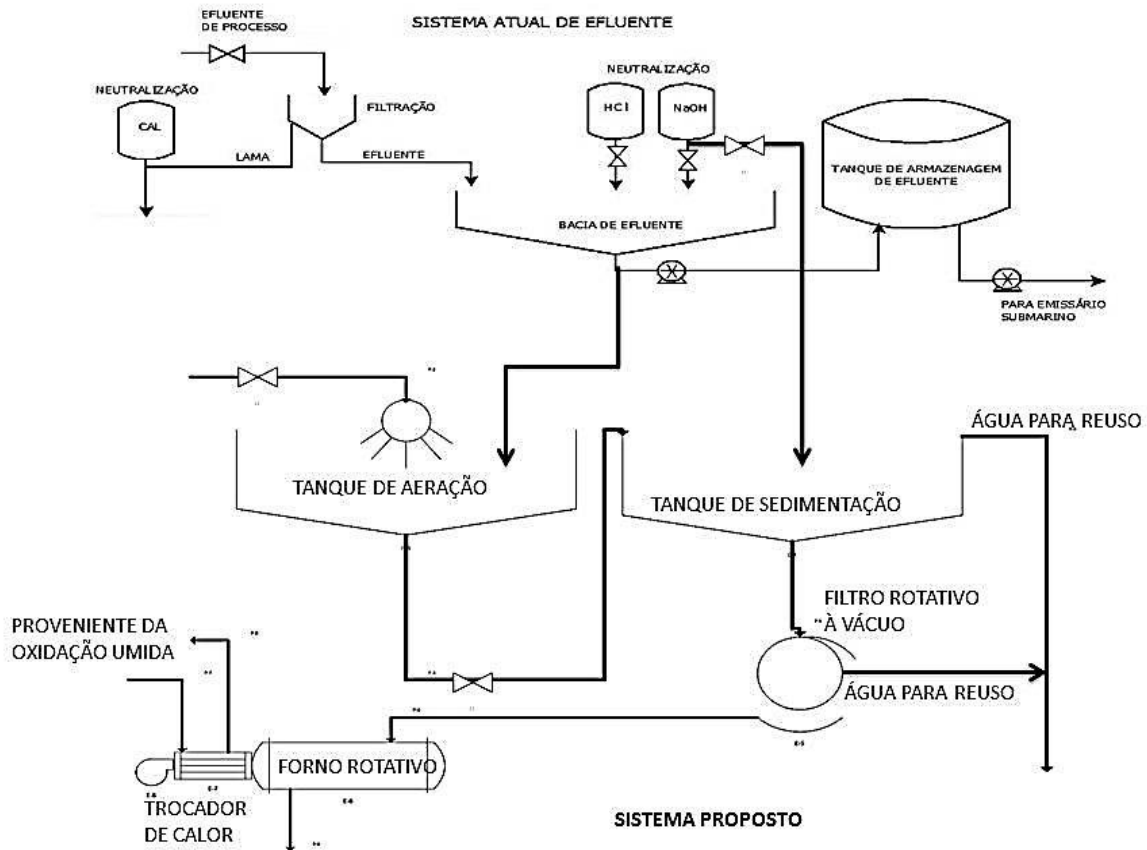 SISTEMA ATUAL DE EFLUENTE
EFLUENTE
DE PROCESSO
NEUTRALIZAÇÃO
CAL
FILTRAÇÃO
LAMA
EFLUENTE
NEUTRALIZAÇÃO
HCl
NaOH
TANQUE DE ARMAZENAGEM
DE EFLUENTE
BACIA DE EFLUENTE
PARA EMISSÁRIO
SUBMARINO
TANQUE DE AERAÇÃO
TANQUE DE SEDIMENTAÇÃO
ÁGUA PARA REUSO
FILTRO ROTATIVO
À VÁCUO
ÁGUA PARA REUSO
PROVENIENTE DA
OXIDAÇÃO UMIDA
FORNO ROTATIVO
TROCADOR
DE CALOR
SISTEMA PROPOSTO